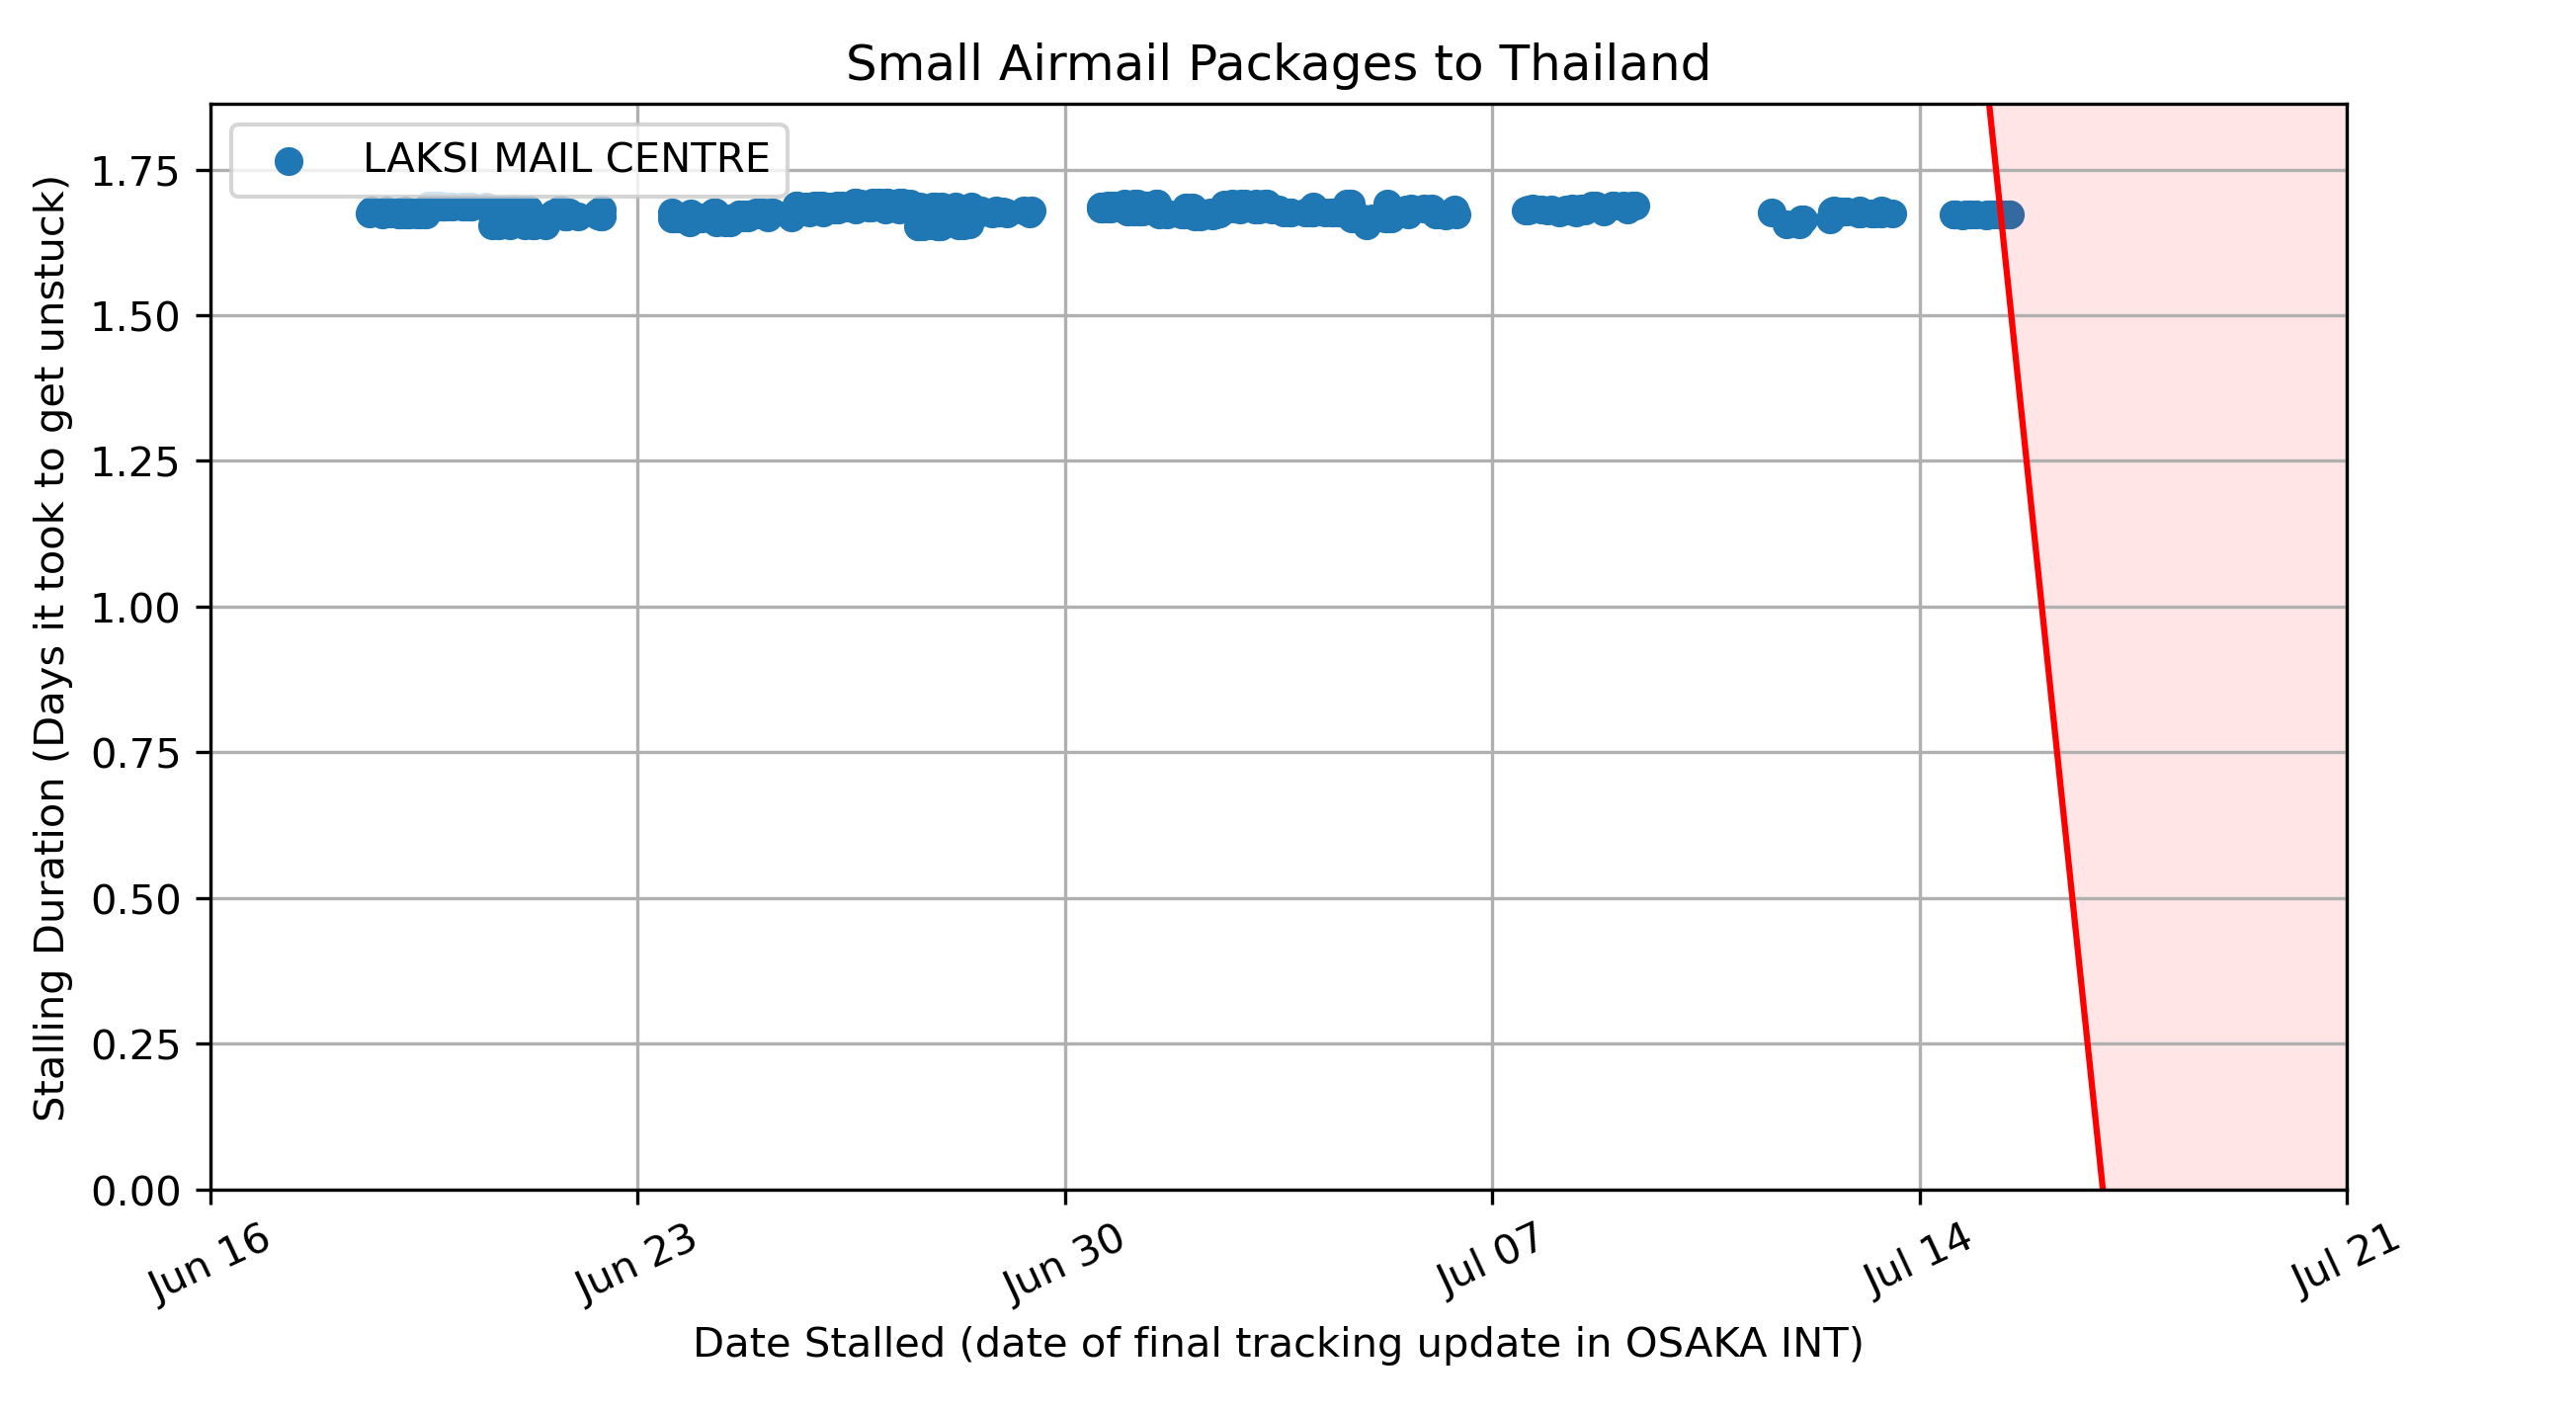 Small Airmail Packages to Thailand
LAKSI MAIL CENTRE
Stalling Duration (Days it took to get unstuck)
1.75
1.50
1.25
1.00
0.75
0.50
0.25
0.00
Jun 16
Jun 23
Jun 30
Jul 07
Jul 14
Jul 21
Date Stalled (date of final tracking update in OSAKA INT)